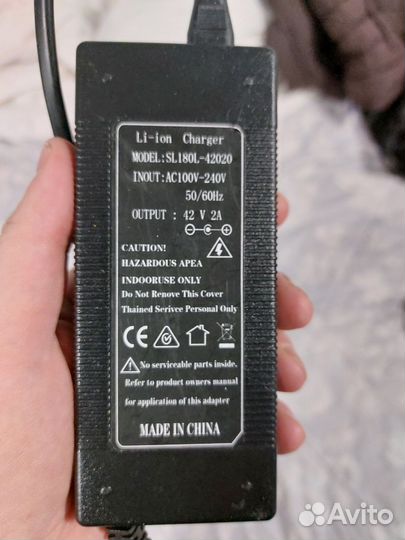 Li-ion Charger
MODEL:SL180L-42020
INOUT:AC100V-240V
50/60Hz
OUTPUT : 42 V 2A
CAUTION!
HAZARDOUS APEA
INDOORUSE ONLY
Do Not Renove This Cover
Thained Serivce Personal Only
CE
No serviceable parts inside.
Refer to product owners manual
for application of this adapter
MADE IN CHINA
Avito